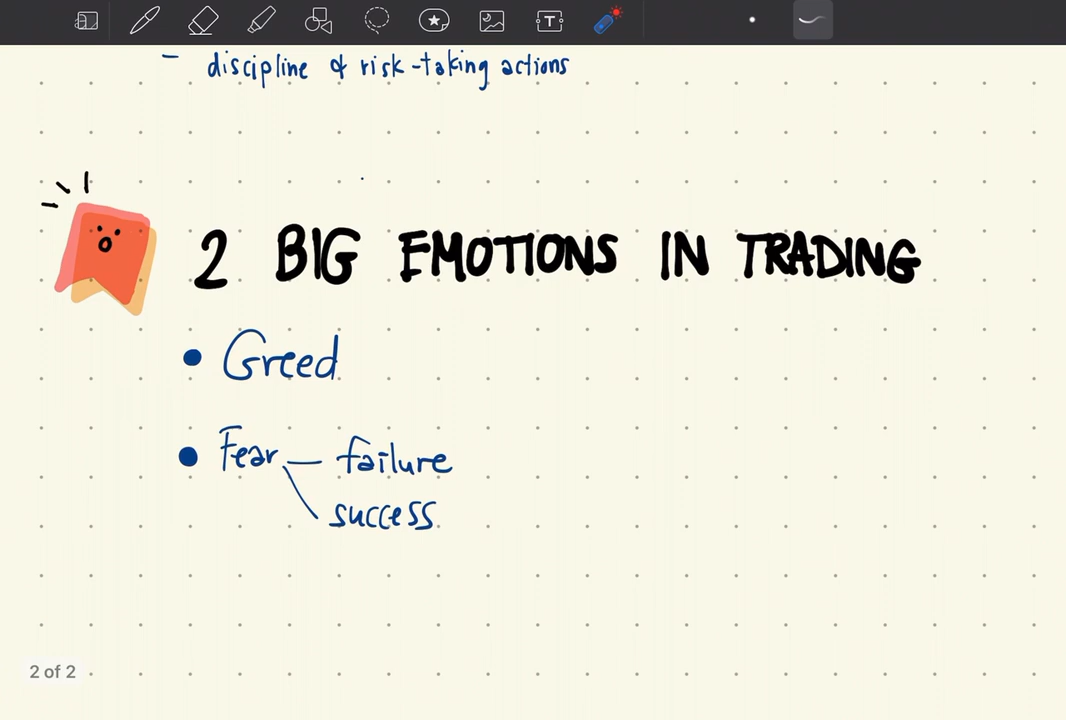 - discipline & risk-taking actions
2 BIG EMOTIONS IN TRADING
• Greed
• Fear — failure
success
2 of 2